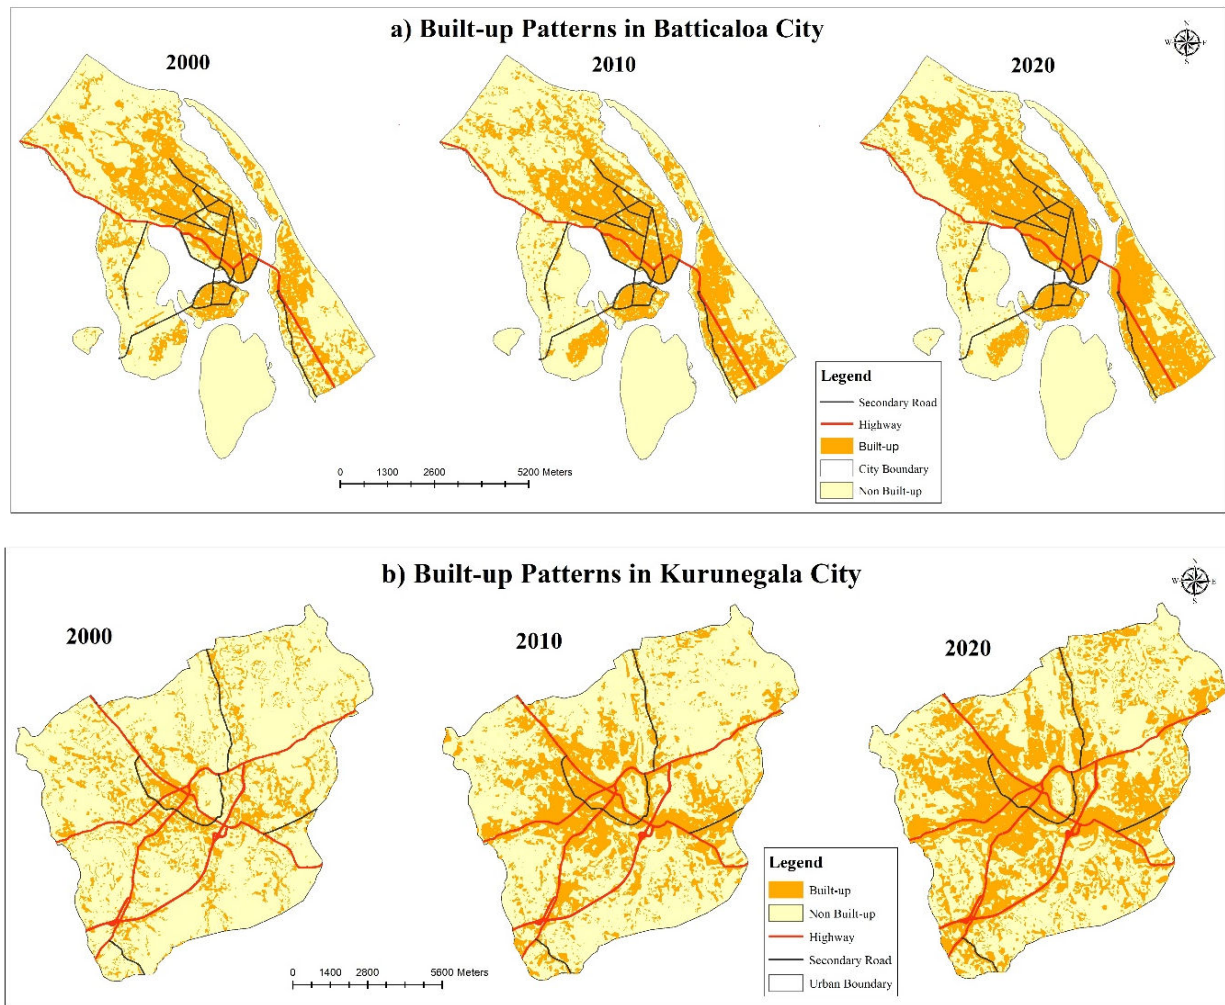 a) Built-up Patterns in Batticaloa City
N
W E
S
2000
2010
2020
Legend
Secondary Road
Highway
Built-up
City Boundary
Non Built-up
0 1300 2600 5200 Meters
b) Built-up Patterns in Kurunegala City
N
W E
S
2000
2010
2020
Legend
Built-up
Non Built-up
Highway
Secondary Road
Urban Boundary
0 1400 2800 5600 Meters